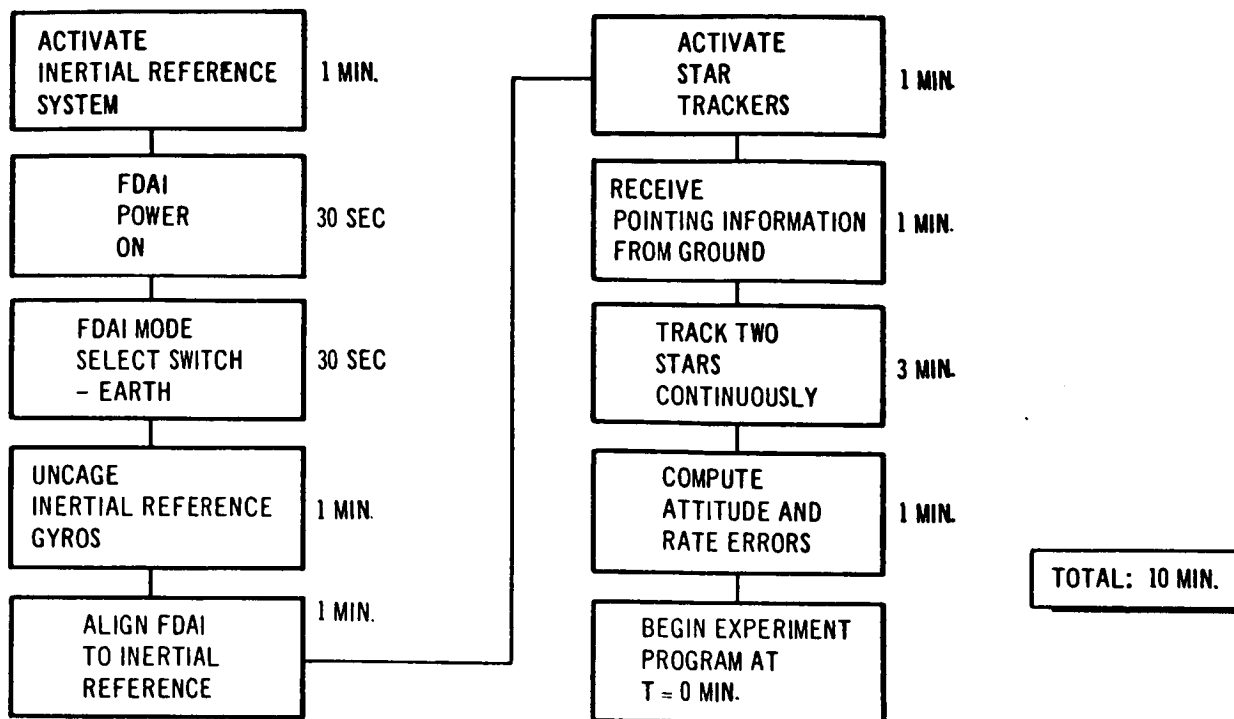 ACTIVATE
INERTIAL REFERENCE
SYSTEM
1 MIN.
FDAI
POWER
ON
30 SEC
FDAI MODE
SELECT SWITCH
– EARTH
30 SEC
UNCAGE
INERTIAL REFERENCE
GYROS
1 MIN.
ALIGN FDAI
TO INERTIAL
REFERENCE
1 MIN.
ACTIVATE
STAR
TRACKERS
1 MIN.
RECEIVE
POINTING INFORMATION
FROM GROUND
1 MIN.
TRACK TWO
STARS
CONTINUOUSLY
3 MIN.
COMPUTE
ATTITUDE AND
RATE ERRORS
1 MIN.
BEGIN EXPERIMENT
PROGRAM AT
T = 0 MIN.
TOTAL: 10 MIN.